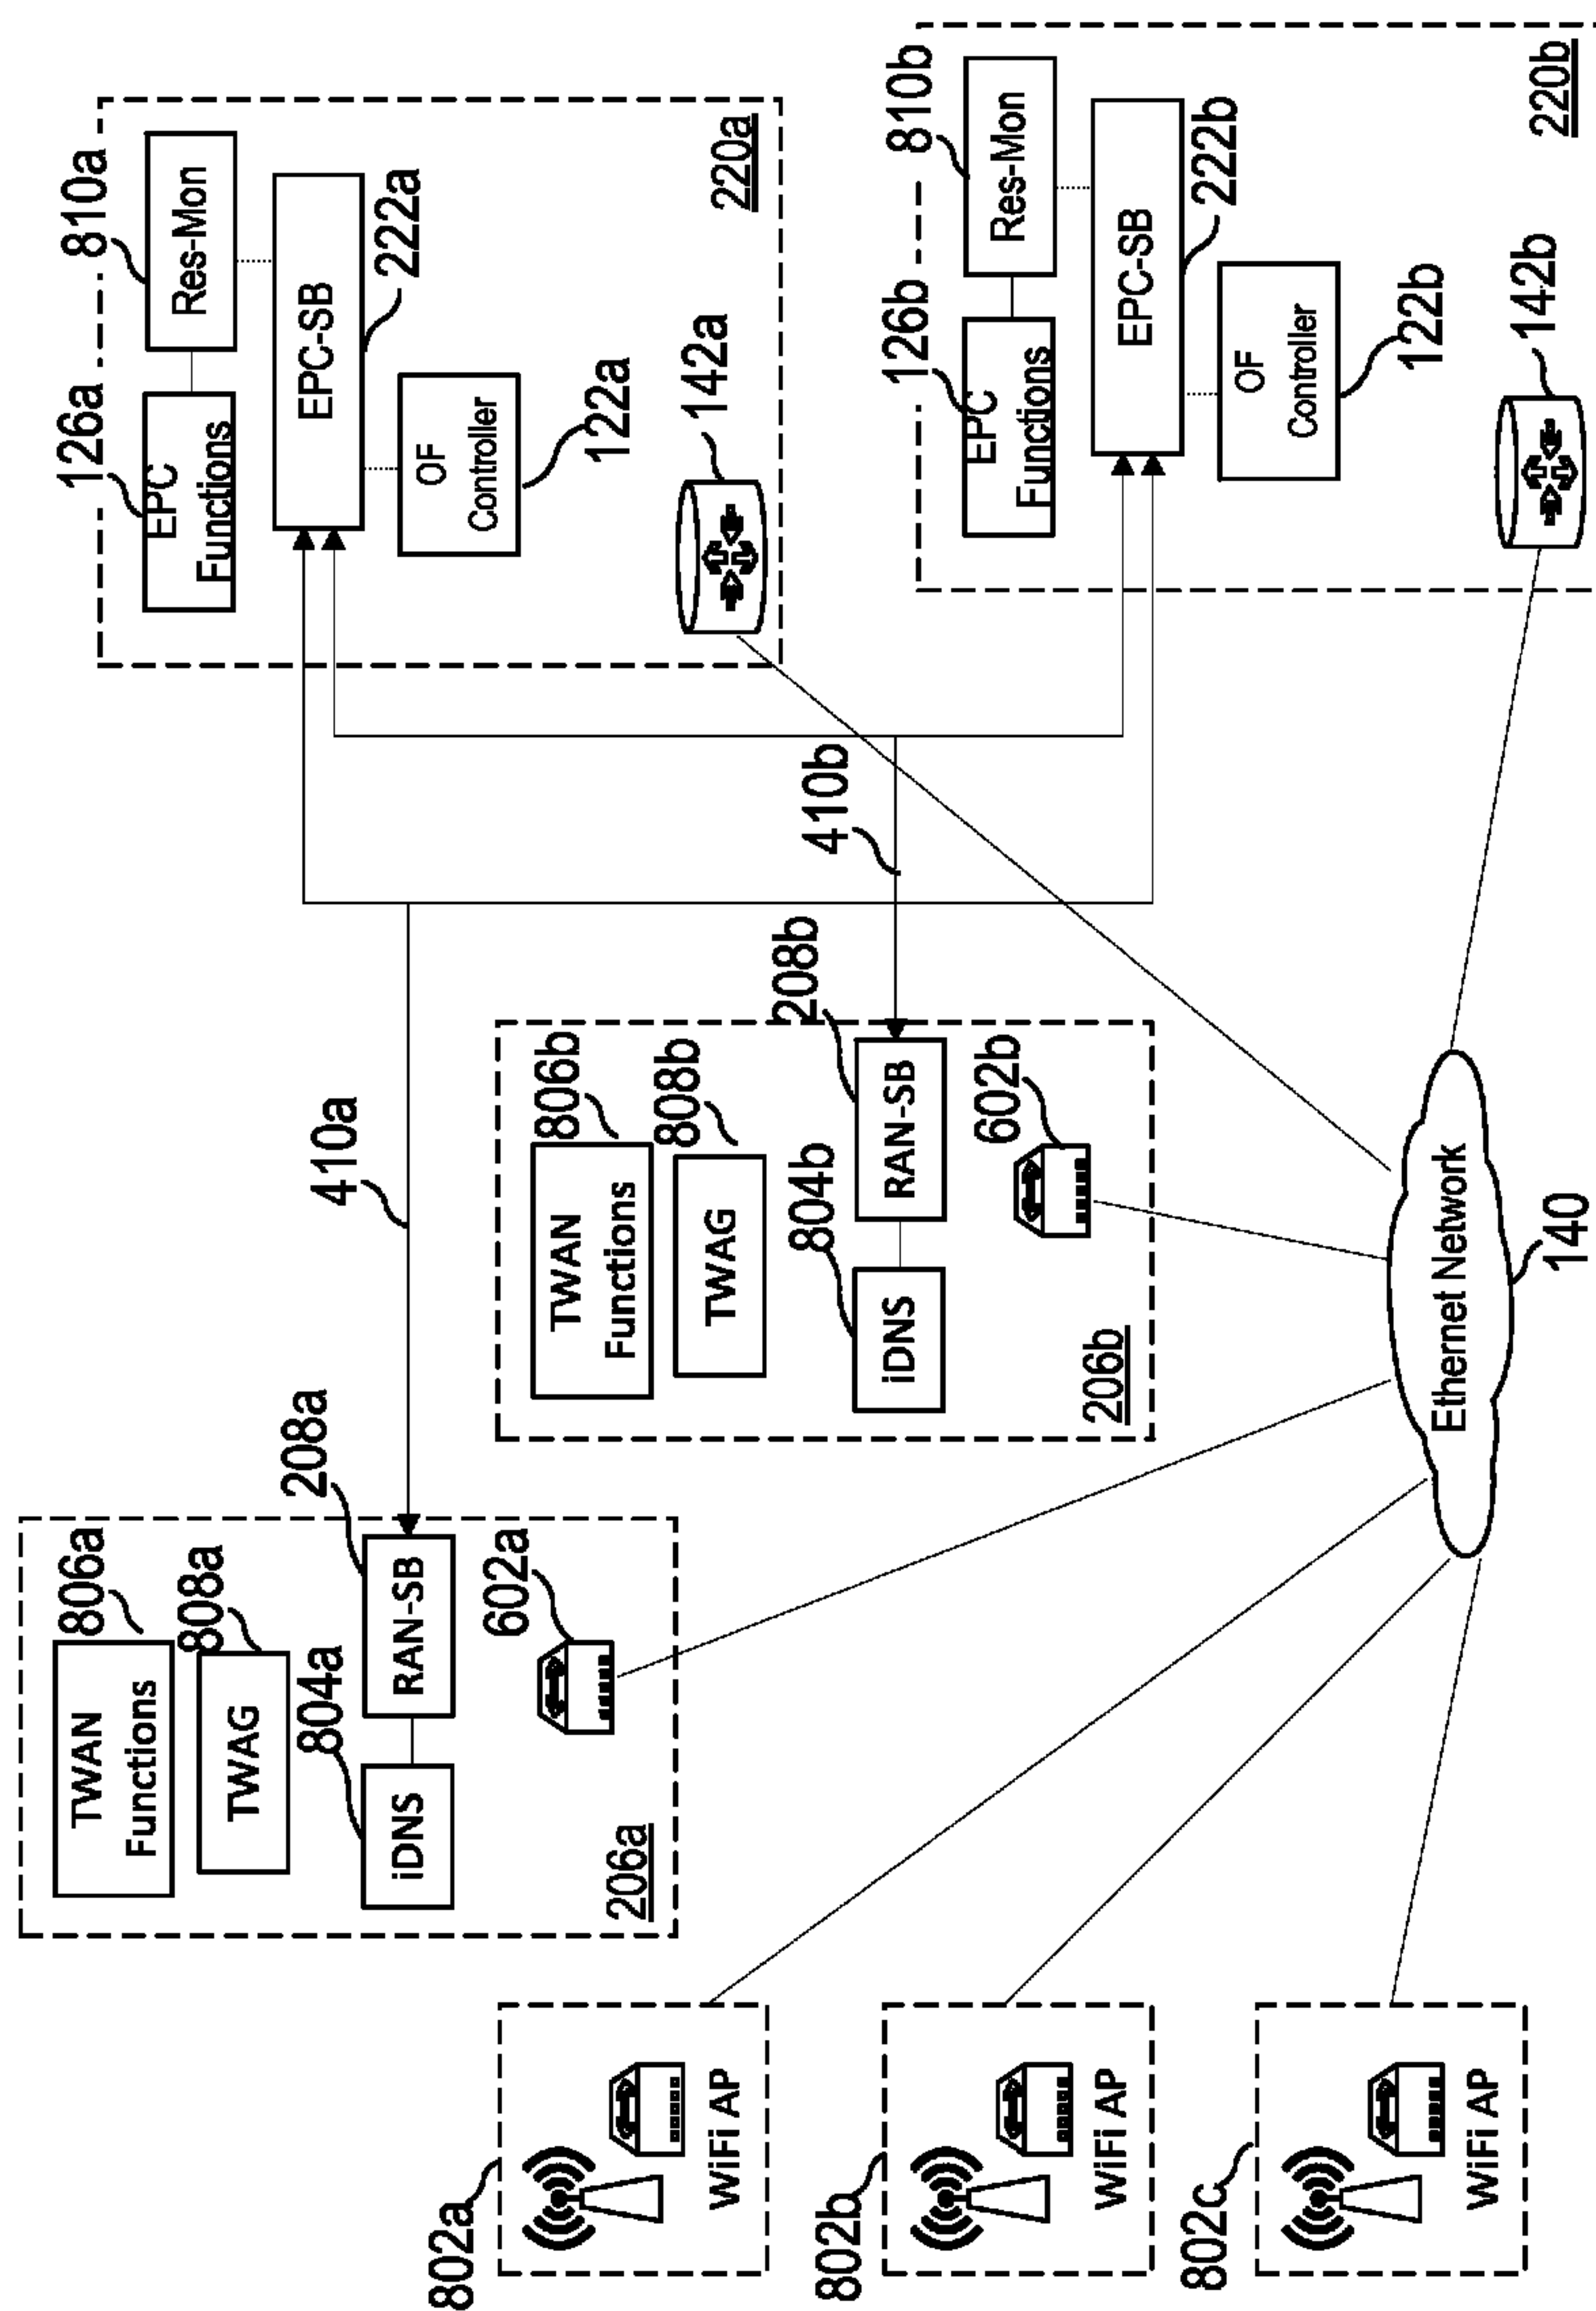 802a
WiFi AP
802b
WiFi AP
802c
WiFi AP
806a
TWAN
Functions
808a
TWAG
804a
iDNS
208a
RAN-SB
602a
206a
410a
806b
TWAN
Functions
808b
TWAG
804b
iDNS
208b
RAN-SB
602b
206b
410b
126a
EPC
Functions
810a
Res-Mon
EPC-SB
222a
OF
Controller
122a
142a
220a
126b
EPC
Functions
810b
Res-Mon
EPC-SB
222b
OF
Controller
122b
142b
220b
Ethernet Network
140